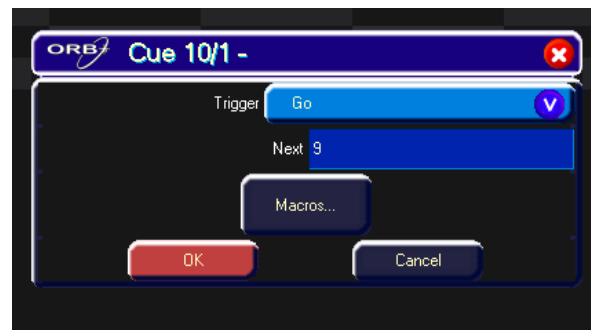 ORB Cue 10/1 -
Trigger Go V
Next 9
Macros...
OK Cancel